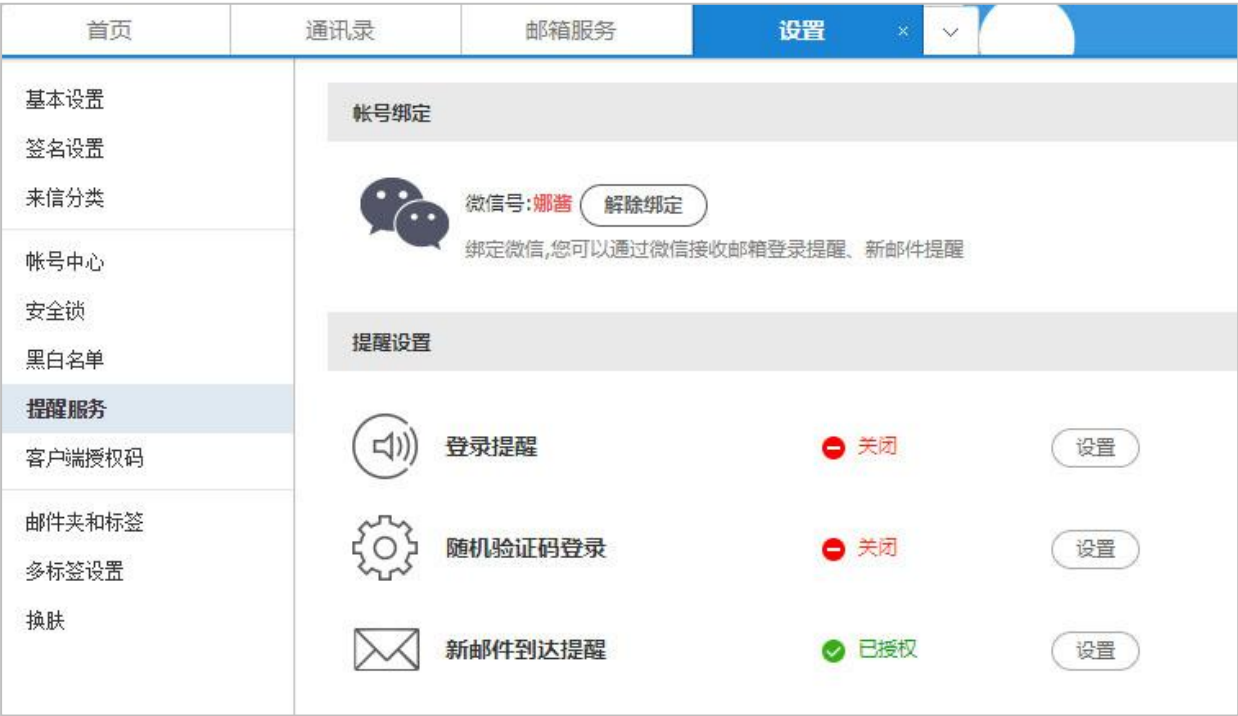 首页 通讯录 邮箱服务 设置 ×
基本设置
签名设置
来信分类
帐号中心
安全锁
黑白名单
提醒服务
客户端授权码
邮件夹和标签
多标签设置
换肤
帐号绑定
微信号:娜酱 解除绑定
绑定微信,您可以通过微信接收邮箱登录提醒、新邮件提醒
提醒设置
登录提醒 关闭 设置
随机验证码登录 关闭 设置
新邮件到达提醒 已授权 设置